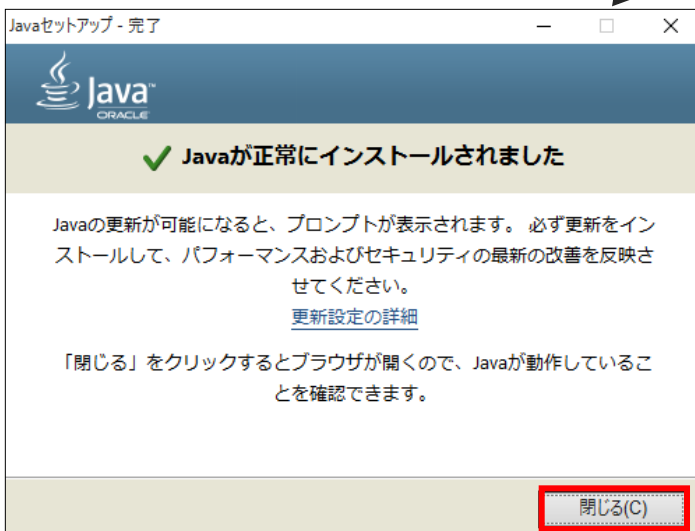 Javaセットアップ - 完了
Java™
ORACLE
Javaが正常にインストールされました
Javaの更新が可能になると、プロンプトが表示されます。 必ず更新をイン
ストールして、パフォーマンスおよびセキュリティの最新の改善を反映さ
せてください。
更新設定の詳細
「閉じる」をクリックするとブラウザが開くので、Javaが動作しているこ
とを確認できます。
閉じる(C)